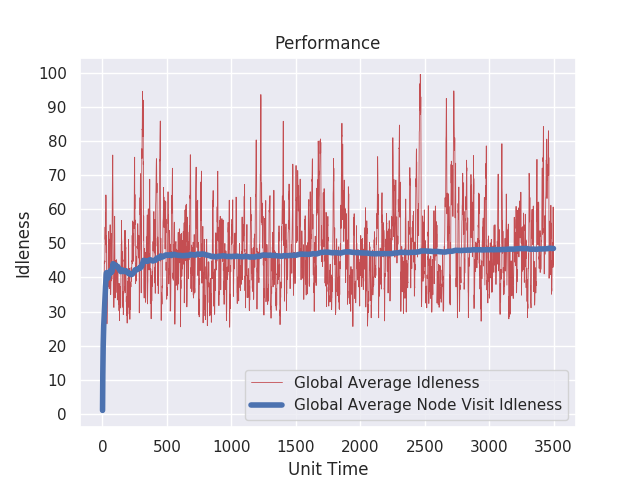 Performance
Idleness
100
90
80
70
60
50
40
30
20
10
0
Global Average Idleness
Global Average Node Visit Idleness
0 500 1000 1500 2000 2500 3000 3500
Unit Time